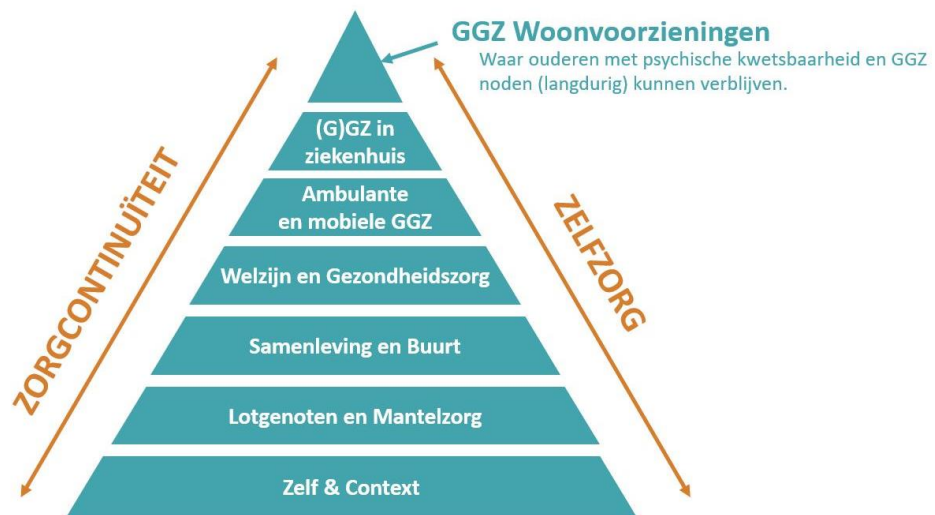 GGZ Woonvoorzieningen
Waar ouderen met psychische kwetsbaarheid en GGZ
noden (langdurig) kunnen verblijven.
(G)GZ in
ziekenhuis
Ambulante
en mobiele GGZ
Welzijn en Gezondheidszorg
Samenleving en Buurt
Lotgenoten en Mantelzorg
Zelf & Context
ZORGCONTINUÏTEIT
ZELFZORG